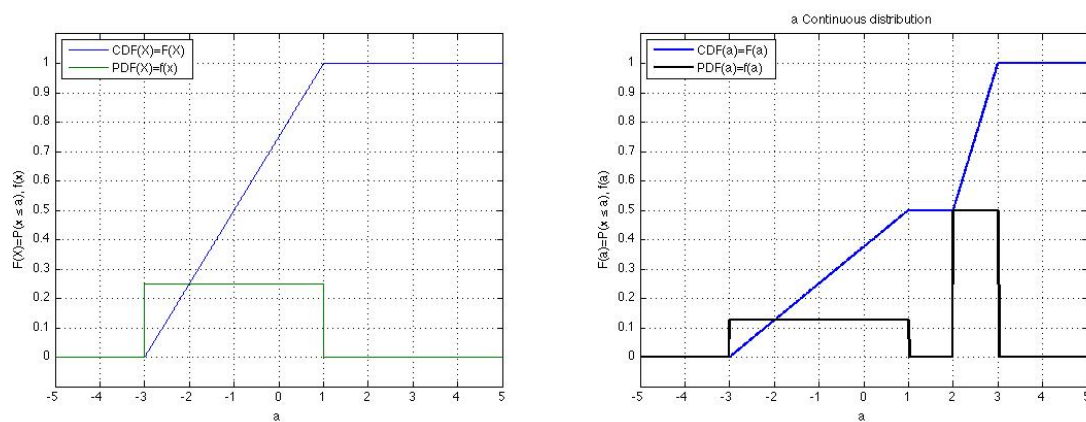 CDF(X)=F(X)
PDF(X)=f(x)
1
0.9
0.8
0.7
0.6
0.5
0.4
0.3
0.2
0.1
0
F(X)=P(x ≤ a), f(x)
-5 -4 -3 -2 -1 0 1 2 3 4 5
a
a Continuous distribution
CDF(a)=F(a)
PDF(a)=f(a)
1
0.9
0.8
0.7
0.6
0.5
0.4
0.3
0.2
0.1
0
F(a)=P(x ≤ a), f(a)
-5 -4 -3 -2 -1 0 1 2 3 4 5
a